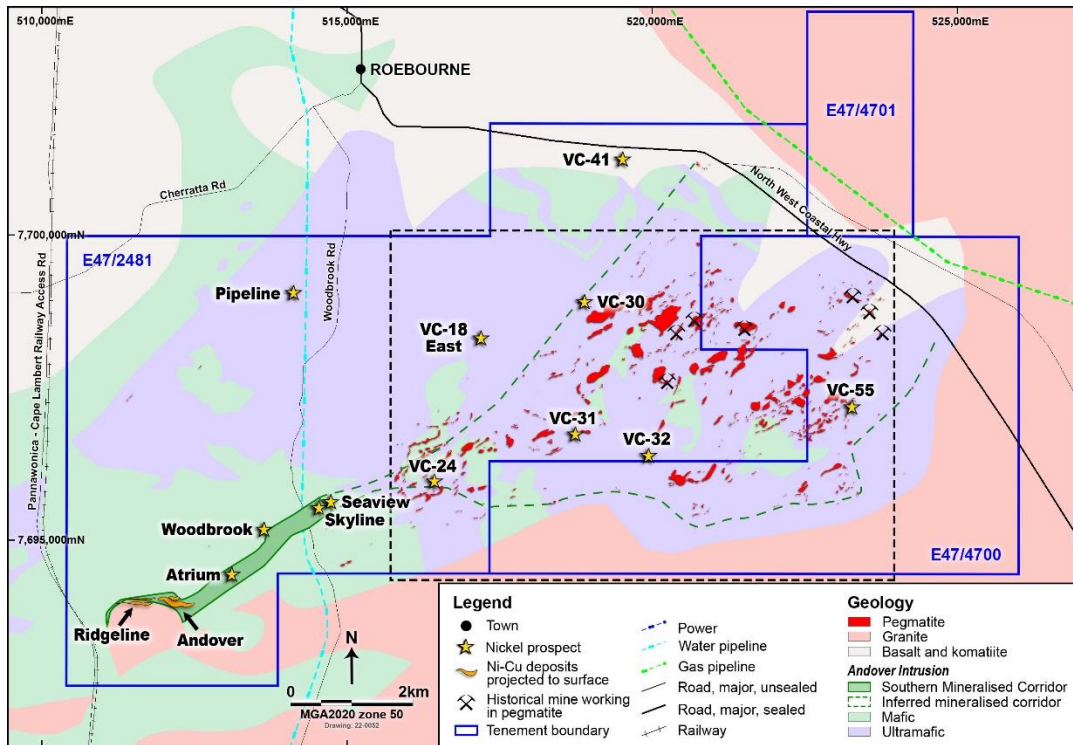 510,000mE
515,000mE
520,000mE
525,000mE
ROEBOURNE
E47/4701
VC-41
North West Coastal Hwy
Cherratta Rd
7,700,000mN
E47/2481
Woodbrook Rd
Pannawonica - Cape Lambert Railway Access Rd
Pipeline
VC-30
VC-18
East
VC-55
VC-31
VC-32
VC-24
Seaview
Skyline
Woodbrook
7,695,000mN
E47/4700
Atrium
Ridgeline
Andover
N
0
2km
MGA2020 zone 50
Drawing: 22-0052
Legend
Town
Nickel prospect
Ni-Cu deposits
projected to surface
Historical mine working
in pegmatite
Tenement boundary
Power
Water pipeline
Gas pipeline
Road, major, unsealed
Road, major, sealed
Railway
Geology
Pegmatite
Granite
Basalt and komatiite
Andover Intrusion
Southern Mineralised Corridor
Inferred mineralised corridor
Mafic
Ultramafic